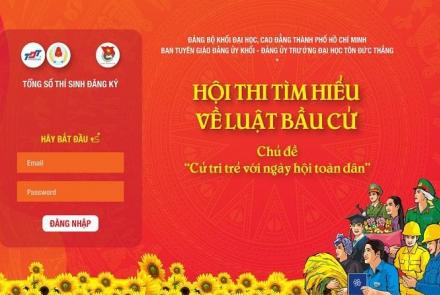 TỔNG SỐ THÍ SINH ĐĂNG KÝ
HÃY BẮT ĐẦU
Email
Password
ĐĂNG NHẬP
ĐẢNG BỘ KHỐI ĐẠI HỌC, CAO ĐẲNG THÀNH PHỐ HỒ CHÍ MINH
BAN TUYÊN GIÁO ĐẢNG ỦY KHỐI - ĐẢNG ỦY TRƯỜNG ĐẠI HỌC TÔN ĐỨC THẮNG
HỘI THI TÌM HIỂU
VỀ LUẬT BẦU CỬ
Chủ đề
"Cử tri trẻ với ngày hội toàn dân"